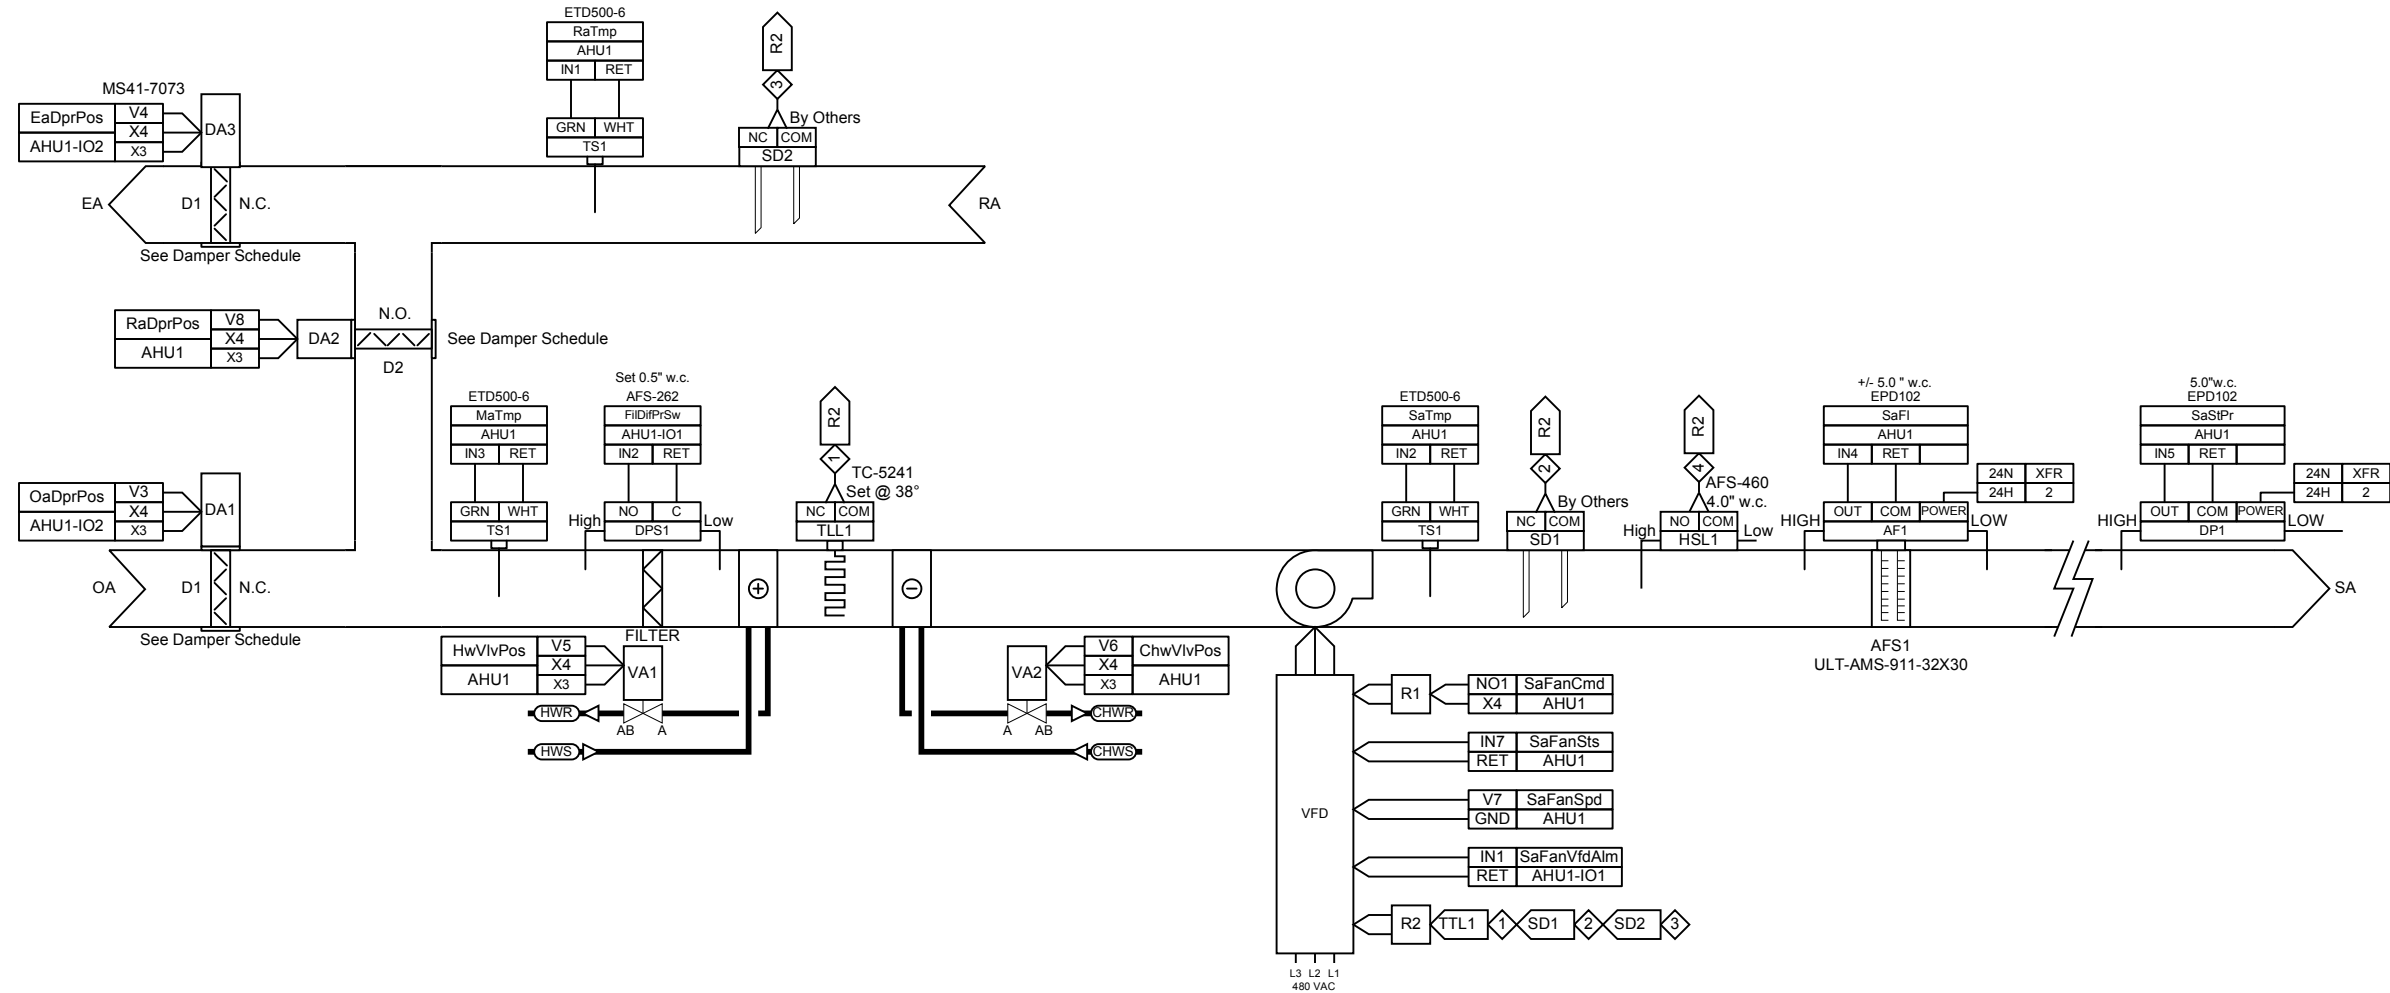 ETD500-6
RaTmp
AHU1
IN1 RET
GRN WHT
TS1
R2
3
By Others
NC COM
SD2
MS41-7073
EaDprPos V4
X4
AHU1-IO2 X3
DA3
EA D1 N.C. RA
See Damper Schedule
RaDprPos V8
X4
AHU1 X3
DA2
N.O.
D2
See Damper Schedule
OaDprPos V3
X4
AHU1-IO2 X3
DA1
OA D1 N.C.
See Damper Schedule
ETD500-6
MaTmp
AHU1
IN3 RET
GRN WHT
TS1
Set 0.5" w.c.
AFS-262
FilDifPrSw
AHU1-IO1
IN2 RET
High NO C Low
DPS1
FILTER
R2
1
TC-5241
Set @ 38°
NC COM
TLL1
HwVlvPos V5
X4
AHU1 X3
VA1
HWR AB A
HWS
VA2
V6 ChwVlvPos
X4
X3 AHU1
A AB CHWR
CHWS
ETD500-6
SaTmp
AHU1
IN2 RET
GRN WHT
TS1
R2
2
By Others
NC COM
SD1
R2
4
AFS-460
4.0" w.c.
High NO COM Low
HSL1
+/- 5.0 " w.c.
EPD102
SaFl
AHU1
IN4 RET
24N XFR
24H 2
HIGH OUT COM POWER LOW
AF1
AFS1
ULT-AMS-911-32X30
5.0"w.c.
EPD102
SaStPr
AHU1
IN5 RET
24N XFR
24H 2
HIGH OUT COM POWER LOW
DP1
SA
VFD
R1 NO1 SaFanCmd
X4 AHU1
IN7 SaFanSts
RET AHU1
V7 SaFanSpd
GND AHU1
IN1 SaFanVfdAlm
RET AHU1-IO1
R2 TTL1 1 SD1 2 SD2 3
L3 L2 L1
480 VAC